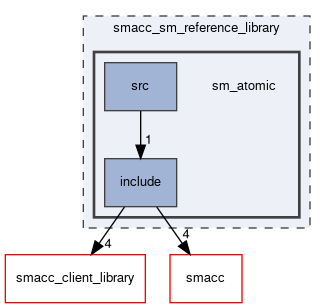 smacc_sm_reference_library
src
sm_atomic
1
include
4
4
smacc_client_library
smacc